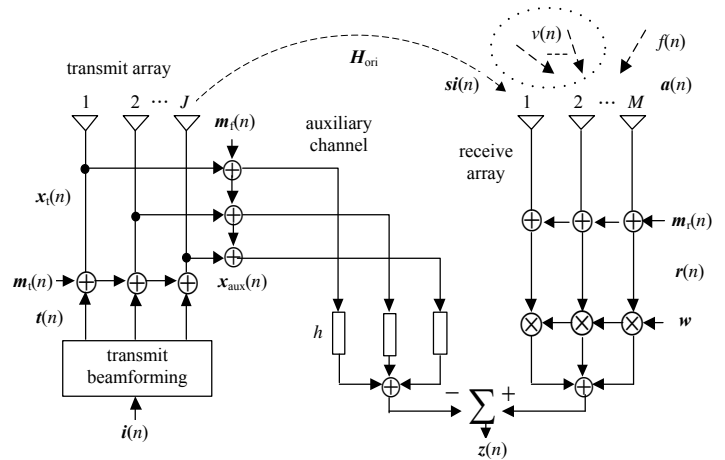 transmit array
1 2 ... J
H_ori
v(n)
f(n)
si(n)
a(n)
1 2 ... M
m_f(n)
auxiliary
channel
receive
array
x_t(n)
m_r(n)
m_t(n)
x_aux(n)
r(n)
t(n)
h
w
transmit
beamforming
− ∑ +
i(n)
z(n)